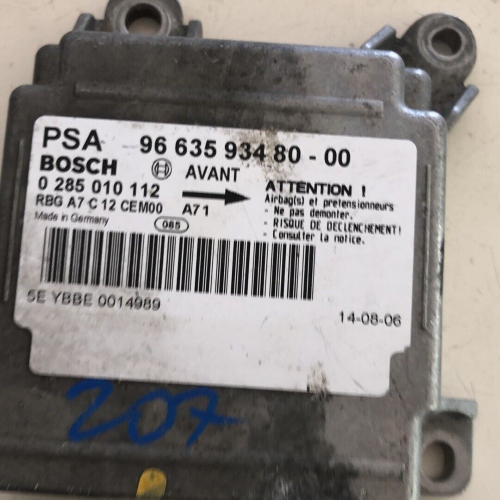 PSA 96 635 934 80 - 00
BOSCH AVANT
0 285 010 112
ATTENTION !
RBG A7 C 12 CEM00 A71
Airbag(s) et pretensionneurs
- Ne pas demonter.
Made in Germany 085
- RISQUE DE DECLENCHEMENT!
- Consulter la notice.
5E YBBE 0014989
14-08-06
207